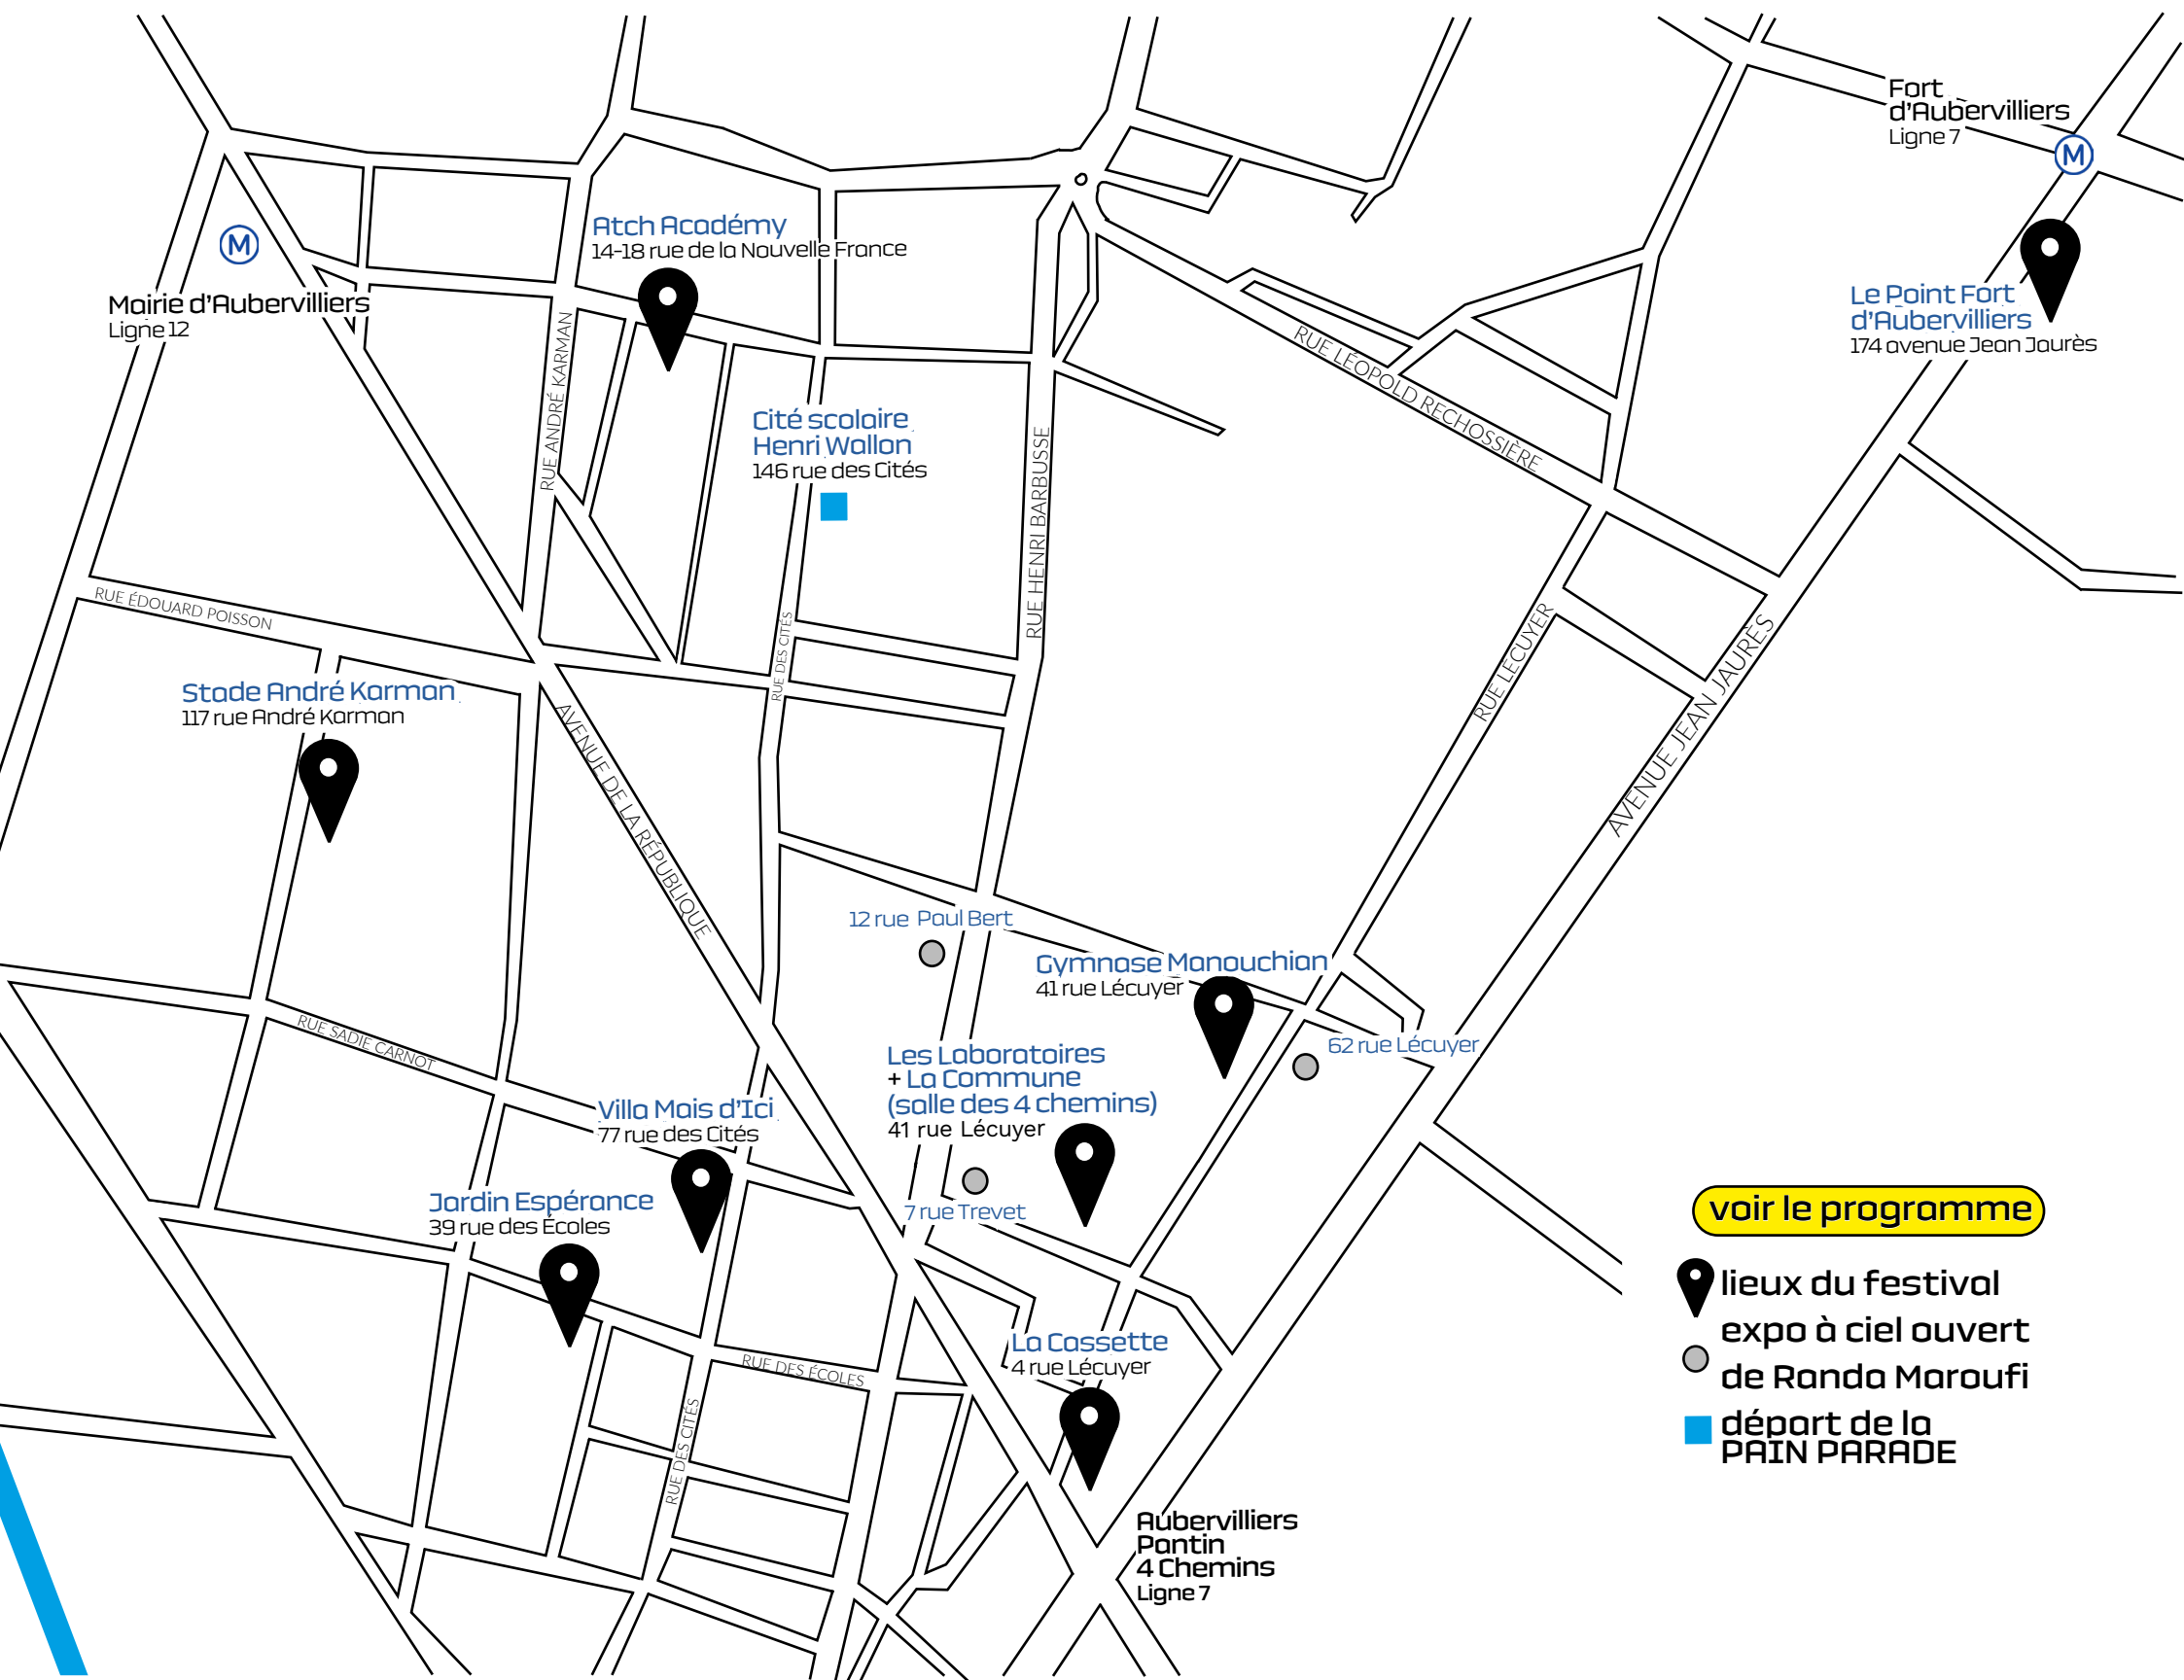 Fort
d'Aubervilliers
Ligne 7
M
Atch Académy
14-18 rue de la Nouvelle France
M
Mairie d'Aubervilliers
Ligne 12
Le Point Fort
d'Aubervilliers
174 avenue Jean Jaurès
RUE ANDRÉ KARMAN
RUE LÉOPOLD RECHOSSIÈRE
Cité scolaire
Henri Wallon
146 rue des Cités
RUE HENRI BARBUSSE
RUE ÉDOUARD POISSON
RUE DES CITÉS
RUE LÉCUYER
AVENUE JEAN JAURÈS
Stade André Karman
117 rue André Karman
AVENUE DE LA RÉPUBLIQUE
12 rue Paul Bert
Gymnase Manouchian
41 rue Lécuyer
RUE SADIE CARNOT
62 rue Lécuyer
Les Laboratoires
+ La Commune
(salle des 4 chemins)
41 rue Lécuyer
Villa Mais d'Ici
77 rue des Cités
Jardin Espérance
39 rue des Écoles
7 rue Trevet
RUE DES ÉCOLES
La Cassette
4 rue Lécuyer
RUE DES CITÉS
Aubervilliers
Pantin
4 Chemins
Ligne 7
voir le programme
lieux du festival
expo à ciel ouvert
de Randa Maroufi
départ de la
PAIN PARADE